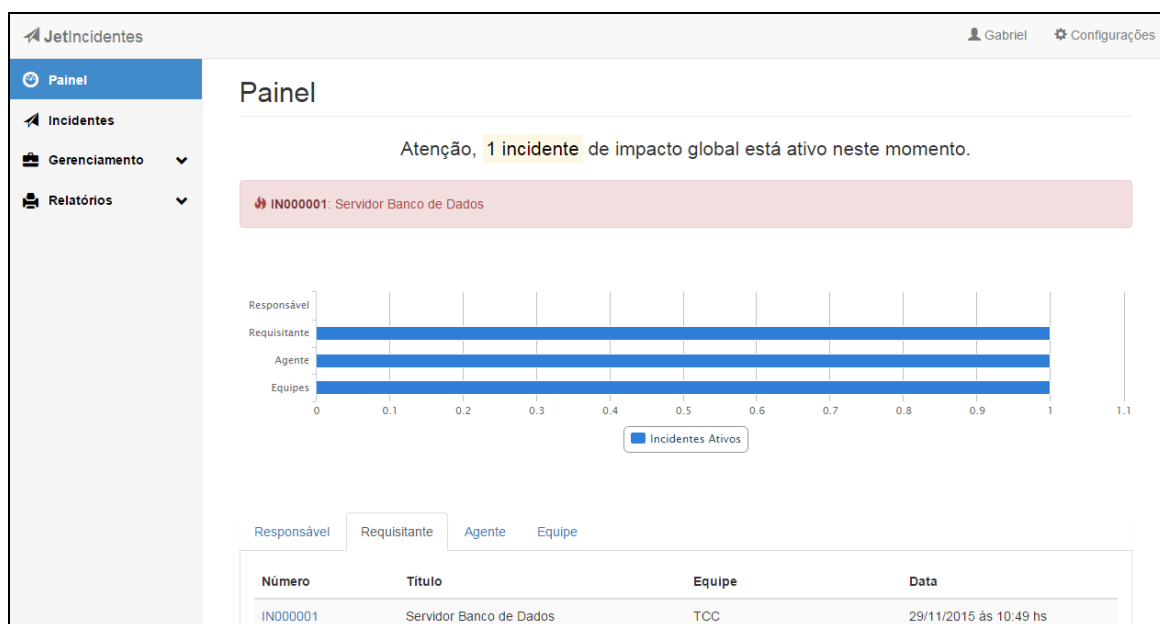 JetIncidentes
Gabriel
Configurações
Painel
Incidentes
Gerenciamento
Relatórios
Painel
Atenção, 1 incidente de impacto global está ativo neste momento.
IN000001: Servidor Banco de Dados
Responsável
Requisitante
Agente
Equipes
0 0.1 0.2 0.3 0.4 0.5 0.6 0.7 0.8 0.9 1 1.1
Incidentes Ativos
Responsável Requisitante Agente Equipe
Número Título Equipe Data
IN000001 Servidor Banco de Dados TCC 29/11/2015 às 10:49 hs